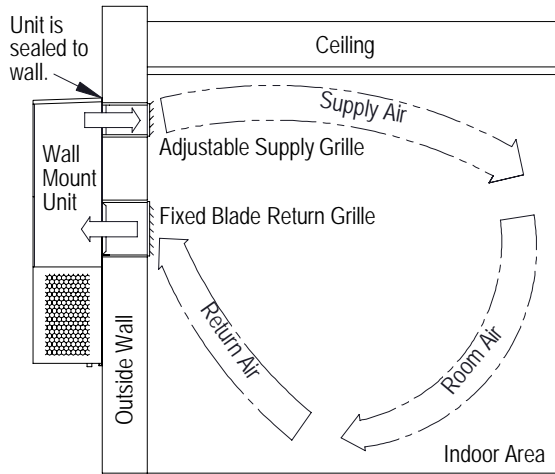 Unit is
sealed to
wall.
Ceiling
Supply Air
Adjustable Supply Grille
Wall
Mount
Unit
Fixed Blade Return Grille
Return Air
Room Air
Outside Wall
Indoor Area